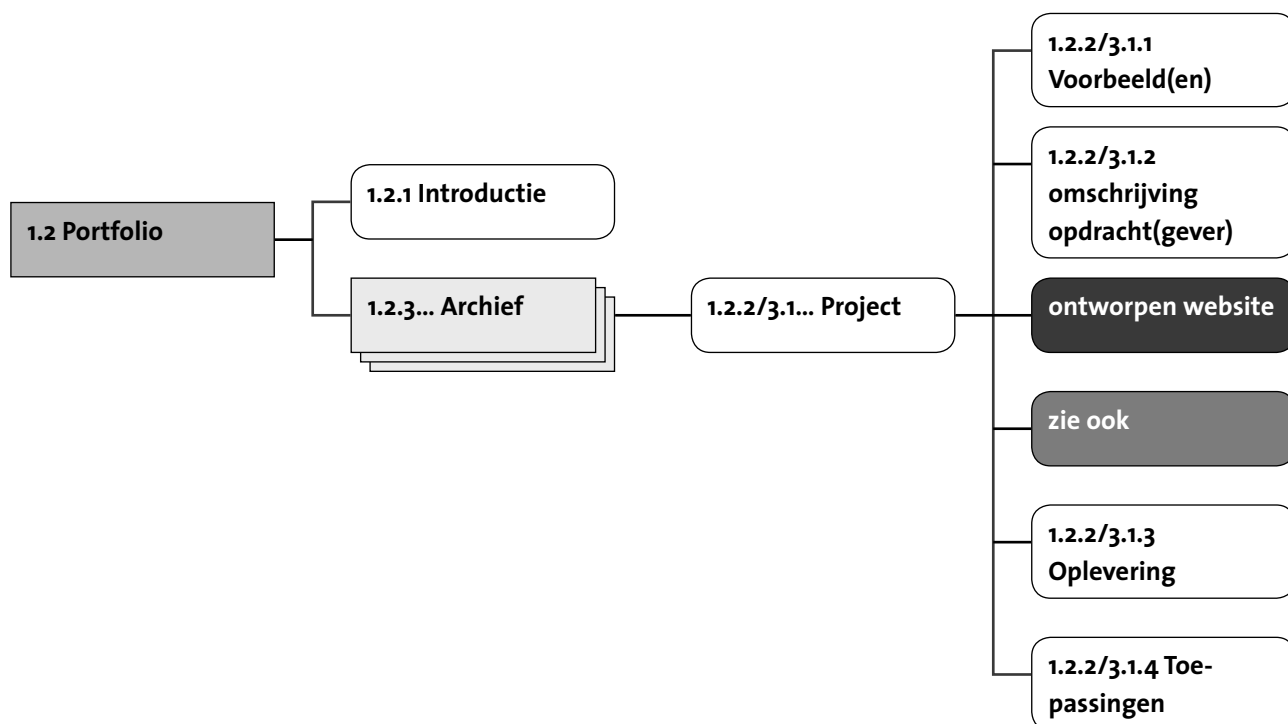 1.2 Portfolio
1.2.1 Introductie
1.2.3... Archief
1.2.2/3.1... Project
1.2.2/3.1.1
Voorbeeld(en)
1.2.2/3.1.2
omschrijving
opdracht(gever)
ontworpen website
zie ook
1.2.2/3.1.3
Oplevering
1.2.2/3.1.4 Toe-
passingen